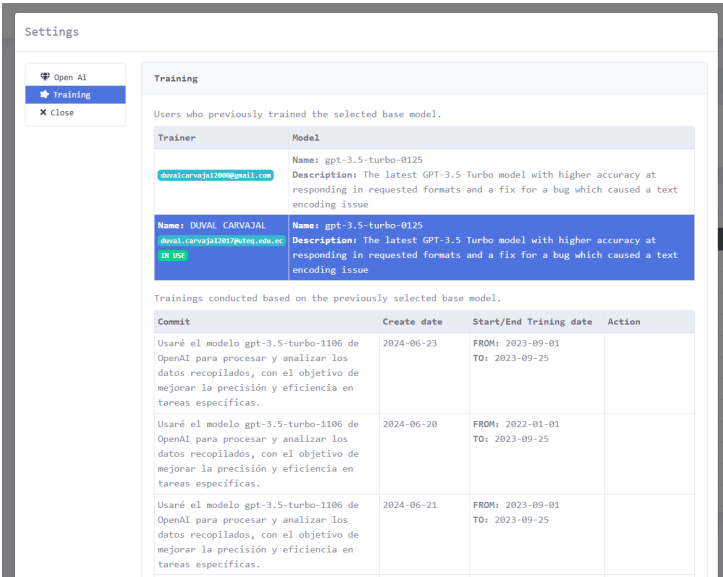 Settings
Open Ai
Training
Close
Training
Users who previously trained the selected base model.
Trainer
Model
duvalcarvajal2000@gmail.com
Name: gpt-3.5-turbo-0125
Description: The latest GPT-3.5 Turbo model with higher accuracy at
responding in requested formats and a fix for a bug which caused a text
encoding issue
Name: DUVAL CARVAJAL
duval.carvajal2017@uteq.edu.ec
IN USE
Name: gpt-3.5-turbo-0125
Description: The latest GPT-3.5 Turbo model with higher accuracy at
responding in requested formats and a fix for a bug which caused a text
encoding issue
Trainings conducted based on the previously selected base model.
Commit
Create date
Start/End Trining date
Action
Usaré el modelo gpt-3.5-turbo-1106 de
OpenAI para procesar y analizar los
datos recopilados, con el objetivo de
mejorar la precisión y eficiencia en
tareas específicas.
2024-06-23
FROM: 2023-09-01
TO: 2023-09-25
Usaré el modelo gpt-3.5-turbo-1106 de
OpenAI para procesar y analizar los
datos recopilados, con el objetivo de
mejorar la precisión y eficiencia en
tareas específicas.
2024-06-20
FROM: 2022-01-01
TO: 2023-09-25
Usaré el modelo gpt-3.5-turbo-1106 de
OpenAI para procesar y analizar los
datos recopilados, con el objetivo de
mejorar la precisión y eficiencia en
tareas específicas.
2024-06-21
FROM: 2023-09-01
TO: 2023-09-25